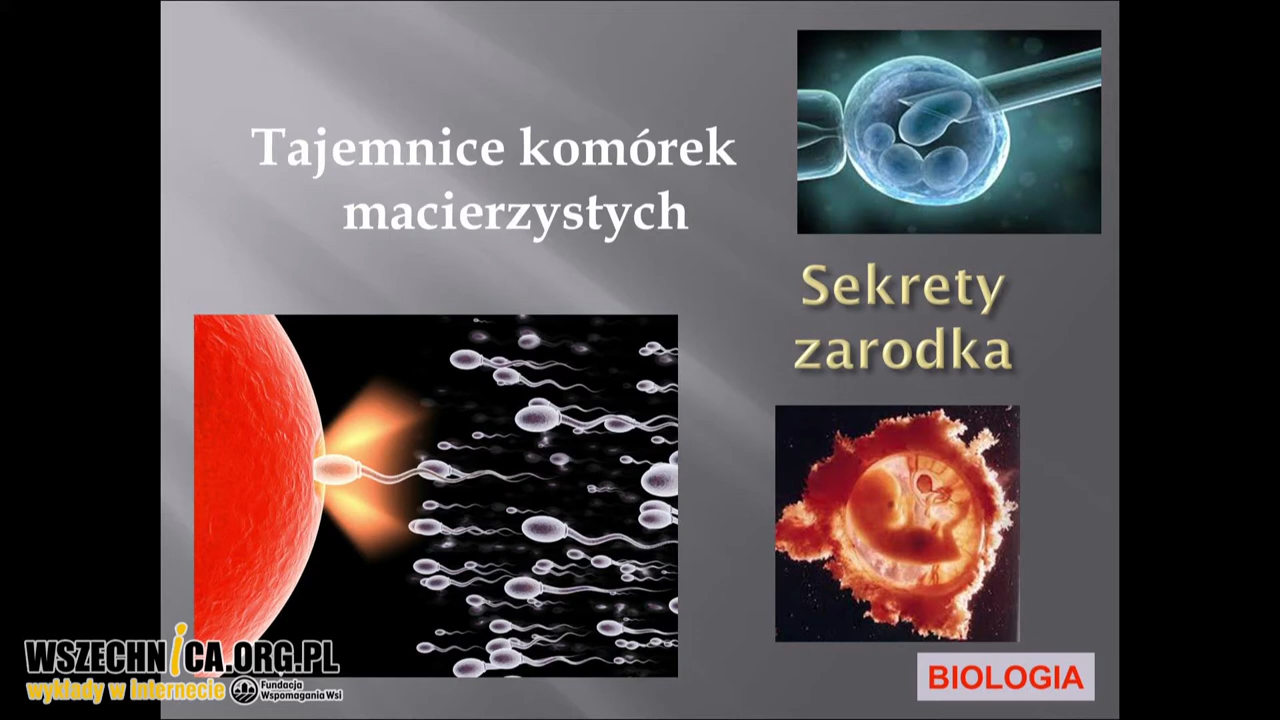 Tajemnice komórek
macierzystych
Sekrety
zarodka
WSZECHNiCA.ORG.PL
wykłady w Internecie
Fundacja
Wspomagania Wsi
BIOLOGIA